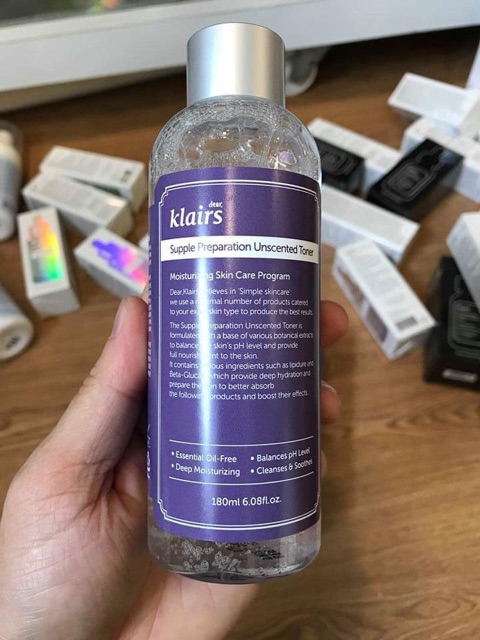 dear,
klairs
Supple Preparation Unscented Toner
Moisturizing Skin Care Program
Dear,Klairs believes in 'Simple skincare'
we use a minimal number of products catered
to your exact skin type to produce the best results.
The Supple Preparation Unscented Toner is
formulated with a base of various botanical extracts
to balance the skin's pH level and provide
full nourishment to the skin.
It contains various ingredients such as lipidure and
Beta-Glucan which provide deep hydration and
prepare the skin to better absorb
the following products and boost their effects.
• Essential Oil-Free • Balances pH Level
• Deep Moisturizing • Cleanses & Soothes
180ml 6.08fl.oz.